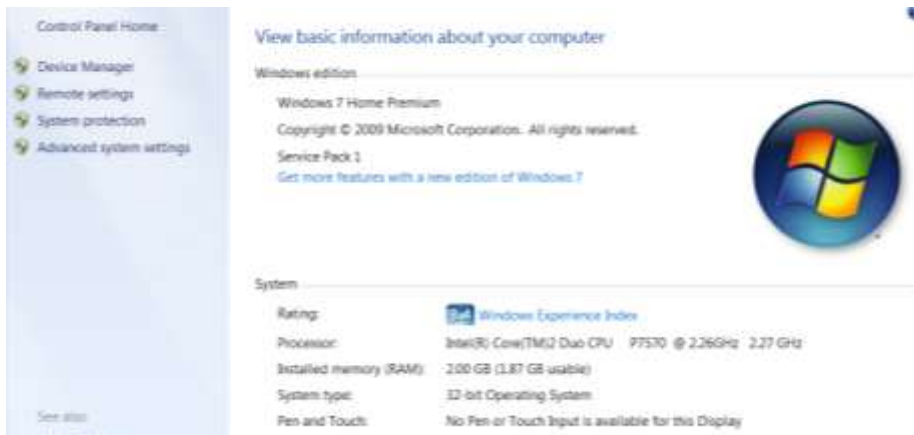 Control Panel Home
Device Manager
Remote settings
System protection
Advanced system settings
See also
View basic information about your computer
Windows edition
Windows 7 Home Premium
Copyright © 2009 Microsoft Corporation. All rights reserved.
Service Pack 1
Get more features with a new edition of Windows 7
System
Rating: Windows Experience Index
Processor: Intel(R) Core(TM)2 Duo CPU P7570 @ 2.26GHz 2.27 GHz
Installed memory (RAM): 2.00 GB (1.87 GB usable)
System type: 32-bit Operating System
Pen and Touch: No Pen or Touch Input is available for this Display